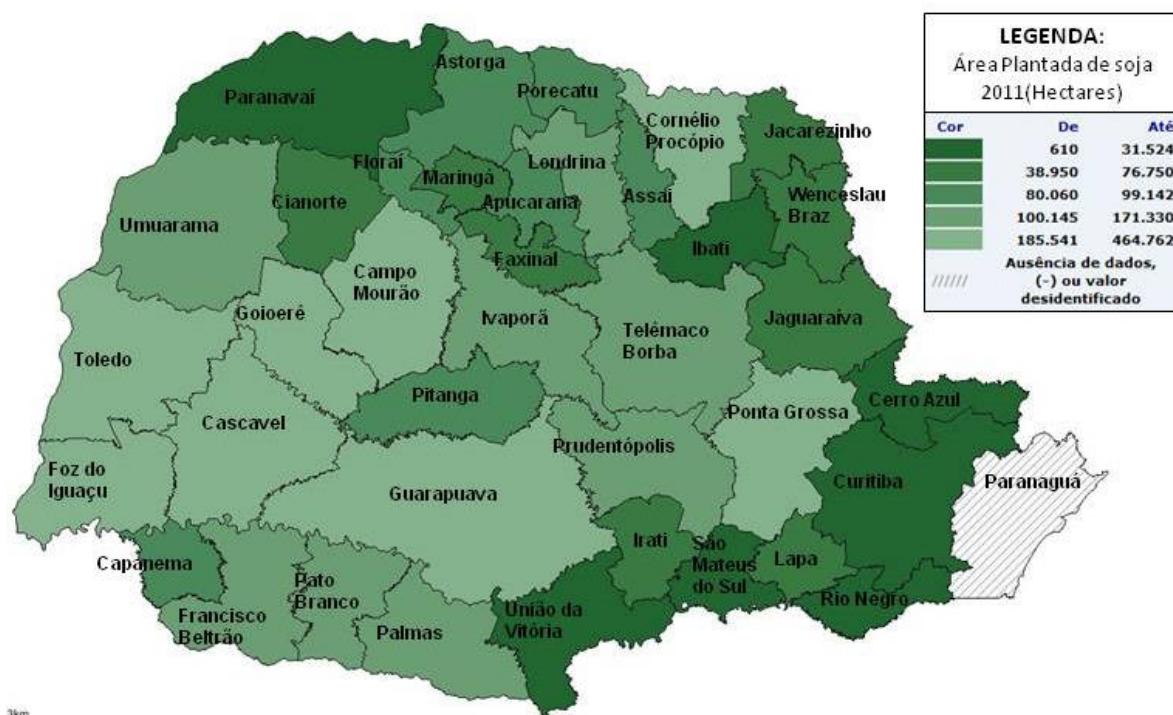 LEGENDA:
Área Plantada de soja
2011(Hectares)
Cor De Até
610 31.524
38.950 76.750
80.060 99.142
100.145 171.330
185.541 464.762
////// Ausência de dados,
(-) ou valor
desidentificado
Astorga
Paranavaí
Porecatu
Cornélio
Procópio
Jacarezinho
Floraí
Londrina
Maringá
Assaí
Wenceslau
Braz
Cianorte
Apucarana
Umuarama
Ibati
Faxinal
Campo
Mourão
Goioerê
Ivaporã
Telêmaco
Borba
Jaguaraíva
Toledo
Pitanga
Cerro Azul
Ponta Grossa
Cascavel
Prudentópolis
Foz do
Iguaçu
Curitiba
Paranaguá
Guarapuava
Irati
São
Mateus
do Sul
Lapa
Capanema
Pato
Branco
Rio Negro
Francisco
Beltrão
União da
Vitória
Palmas
3km